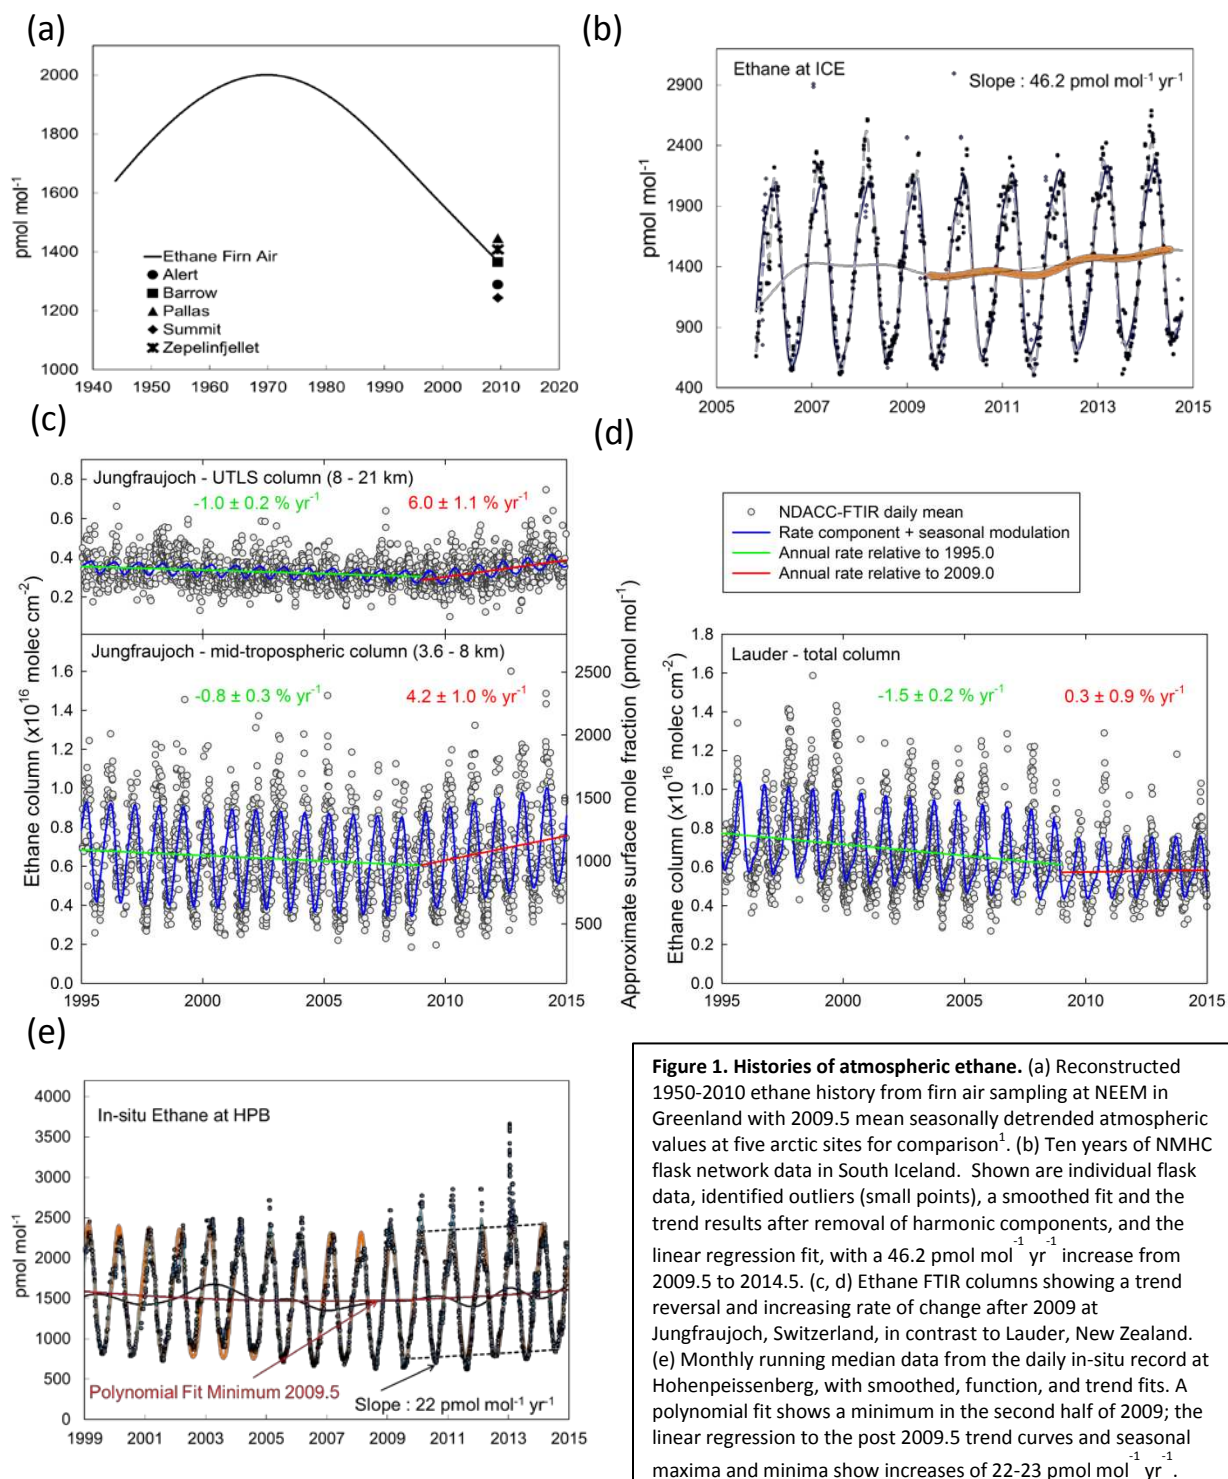 (a)
2000
1800
1600
1400
1200
1000
pmol mol-1
Ethane Firn Air
Alert
Barrow
Pallas
Summit
Zepelinfjellet
1940 1950 1960 1970 1980 1990 2000 2010 2020
(b)
Ethane at ICE
Slope : 46.2 pmol mol-1 yr-1
2900
2400
1900
1400
900
400
pmol mol-1
2005 2007 2009 2011 2013 2015
(c)
Jungfraujoch - UTLS column (8 - 21 km)
-1.0 ± 0.2 % yr-1 6.0 ± 1.1 % yr-1
0.8
0.6
0.4
0.2
Jungfraujoch - mid-tropospheric column (3.6 - 8 km)
-0.8 ± 0.3 % yr-1 4.2 ± 1.0 % yr-1
1.6
1.4
1.2
1.0
0.8
0.6
0.4
0.2
0.0
Ethane column (x10^16 molec cm-2)
2500
2000
1500
1000
500
Approximate surface mole fraction (pmol mol-1)
1995 2000 2005 2010 2015
(d)
NDACC-FTIR daily mean
Rate component + seasonal modulation
Annual rate relative to 1995.0
Annual rate relative to 2009.0
Lauder - total column
-1.5 ± 0.2 % yr-1 0.3 ± 0.9 % yr-1
1.8
1.6
1.4
1.2
1.0
0.8
0.6
0.4
0.2
0.0
Ethane column (x10^16 molec cm-2)
1995 2000 2005 2010 2015
(e)
In-situ Ethane at HPB
4000
3500
3000
2500
2000
1500
1000
500
0
pmol mol-1
Polynomial Fit Minimum 2009.5
Slope : 22 pmol mol-1 yr-1
1999 2001 2003 2005 2007 2009 2011 2013 2015
Figure 1. Histories of atmospheric ethane. (a) Reconstructed
1950-2010 ethane history from firn air sampling at NEEM in
Greenland with 2009.5 mean seasonally detrended atmospheric
values at five arctic sites for comparison1. (b) Ten years of NMHC
flask network data in South Iceland. Shown are individual flask
data, identified outliers (small points), a smoothed fit and the
trend results after removal of harmonic components, and the
linear regression fit, with a 46.2 pmol mol-1 yr-1 increase from
2009.5 to 2014.5. (c, d) Ethane FTIR columns showing a trend
reversal and increasing rate of change after 2009 at
Jungfraujoch, Switzerland, in contrast to Lauder, New Zealand.
(e) Monthly running median data from the daily in-situ record at
Hohenpeissenberg, with smoothed, function, and trend fits. A
polynomial fit shows a minimum in the second half of 2009; the
linear regression to the post 2009.5 trend curves and seasonal
maxima and minima show increases of 22-23 pmol mol-1 yr-1.